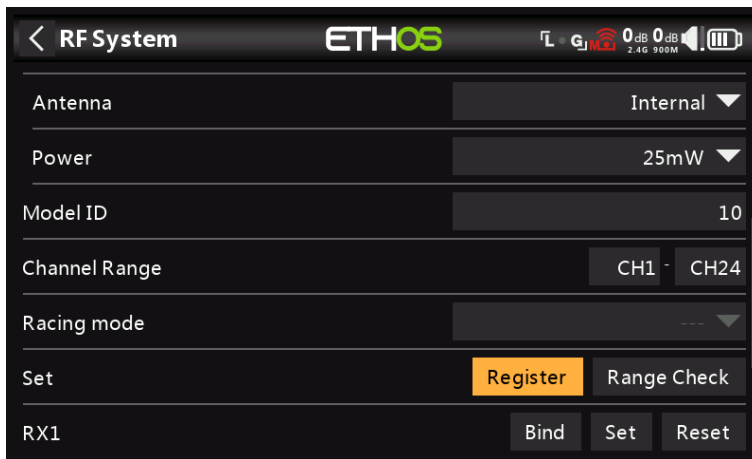 RF System ETHOS L G M 0dB 0dB
2.4G 900M
Antenna Internal
Power 25mW
Model ID 10
Channel Range CH1 - CH24
Racing mode ---
Set Register Range Check
RX1 Bind Set Reset